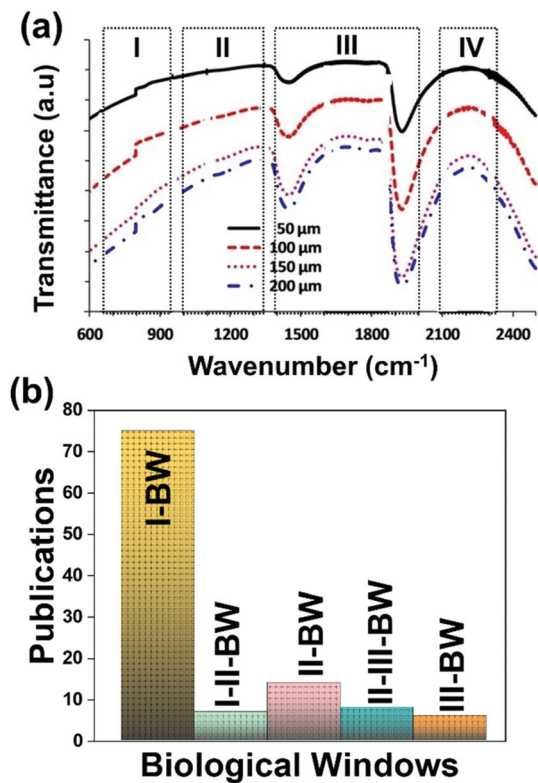 (a)
I II III IV
Transmittance (a.u)
50 µm
100 µm
150 µm
200 µm
600 900 1200 1500 1800 2100 2400
Wavenumber (cm⁻¹)
(b)
Publications
80
70
60
50
40
30
20
10
0
I-BW
I-II-BW
II-BW
II-III-BW
III-BW
Biological Windows